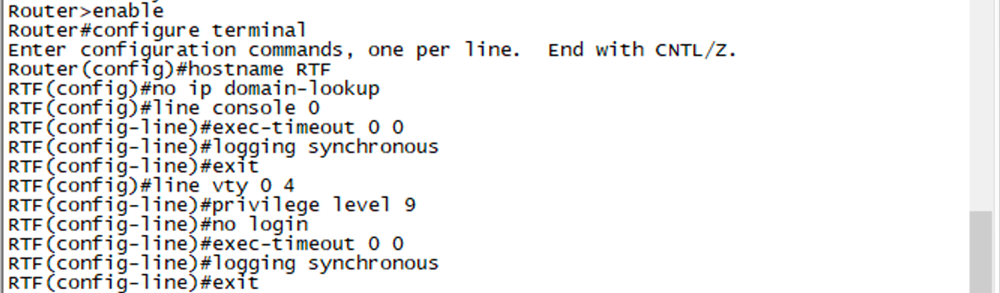 Router>enable
Router#configure terminal
Enter configuration commands, one per line.  End with CNTL/Z.
Router(config)#hostname RTF
RTF(config)#no ip domain-lookup
RTF(config)#line console 0
RTF(config-line)#exec-timeout 0 0
RTF(config-line)#logging synchronous
RTF(config-line)#exit
RTF(config)#line vty 0 4
RTF(config-line)#privilege level 9
RTF(config-line)#no login
RTF(config-line)#exec-timeout 0 0
RTF(config-line)#logging synchronous
RTF(config-line)#exit